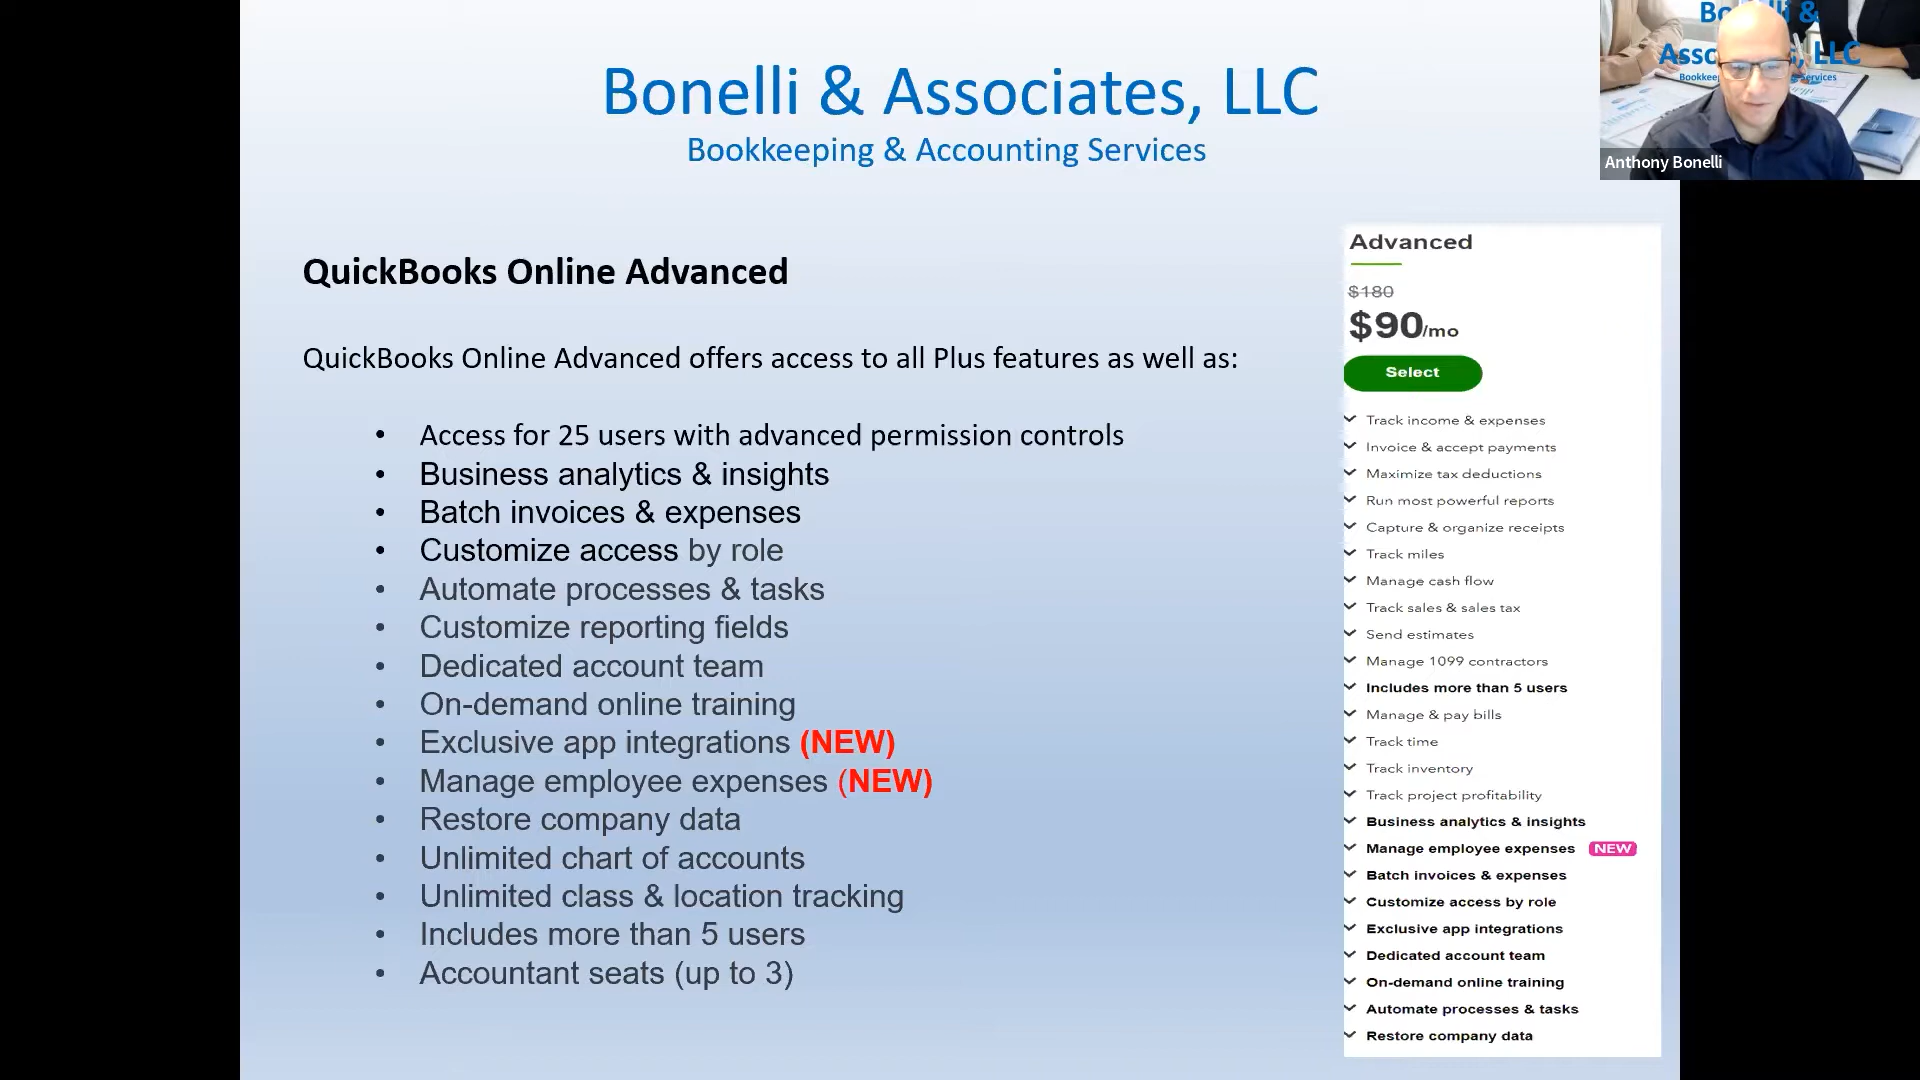 Bonelli & Associates, LLC
Bookkeeping & Accounting Services
Anthony Bonelli
QuickBooks Online Advanced
QuickBooks Online Advanced offers access to all Plus features as well as:
• Access for 25 users with advanced permission controls
• Business analytics & insights
• Batch invoices & expenses
• Customize access by role
• Automate processes & tasks
• Customize reporting fields
• Dedicated account team
• On-demand online training
• Exclusive app integrations (NEW)
• Manage employee expenses (NEW)
• Restore company data
• Unlimited chart of accounts
• Unlimited class & location tracking
• Includes more than 5 users
• Accountant seats (up to 3)
Advanced
$180
$90/mo
Select
Track income & expenses
Invoice & accept payments
Maximize tax deductions
Run most powerful reports
Capture & organize receipts
Track miles
Manage cash flow
Track sales & sales tax
Send estimates
Manage 1099 contractors
Includes more than 5 users
Manage & pay bills
Track time
Track inventory
Track project profitability
Business analytics & insights
Manage employee expenses NEW
Batch invoices & expenses
Customize access by role
Exclusive app integrations
Dedicated account team
On-demand online training
Automate processes & tasks
Restore company data